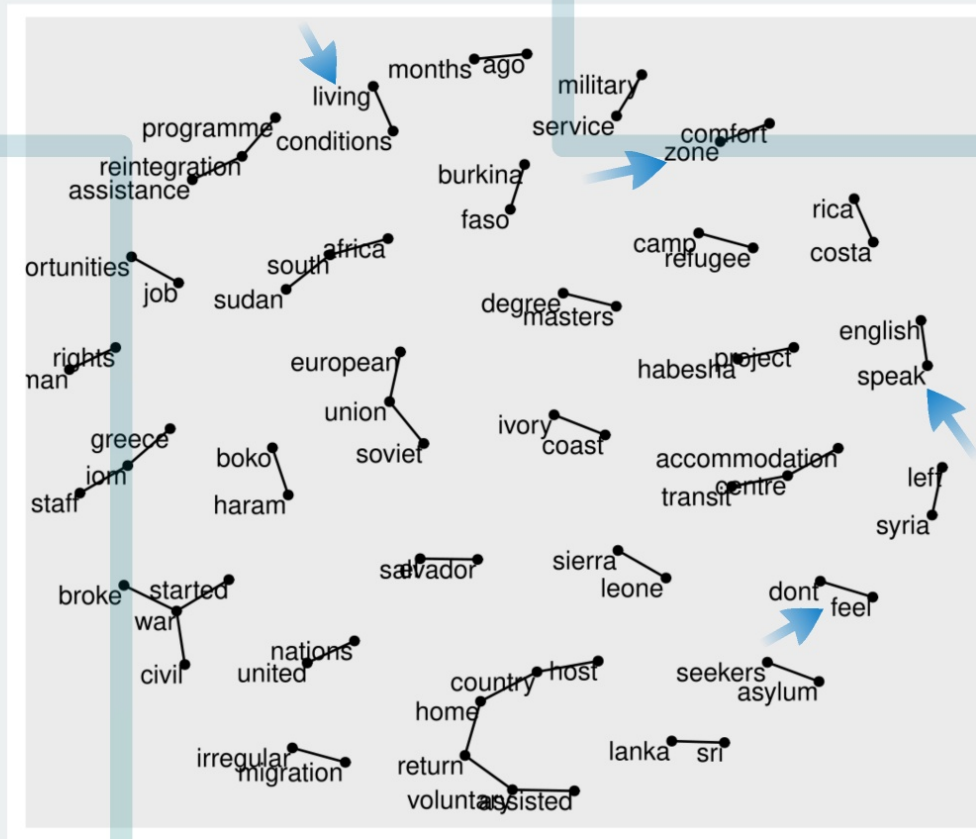 months ago
living
conditions
military
service
programme
reintegration
assistance
comfort
zone
burkina
faso
rica
costa
africa
south
sudan
camp
refugee
ortunities
job
degree
masters
english
speak
rights
man
european
union
soviet
habesha project
ivory
coast
greece
iom
staff
boko
haram
accommodation
centre
transit
left
syria
salvador
el
sierra
leone
dont
feel
broke
started
war
civil
nations
united
host
country
home
return
voluntary assisted
seekers
asylum
irregular
migration
lanka sri